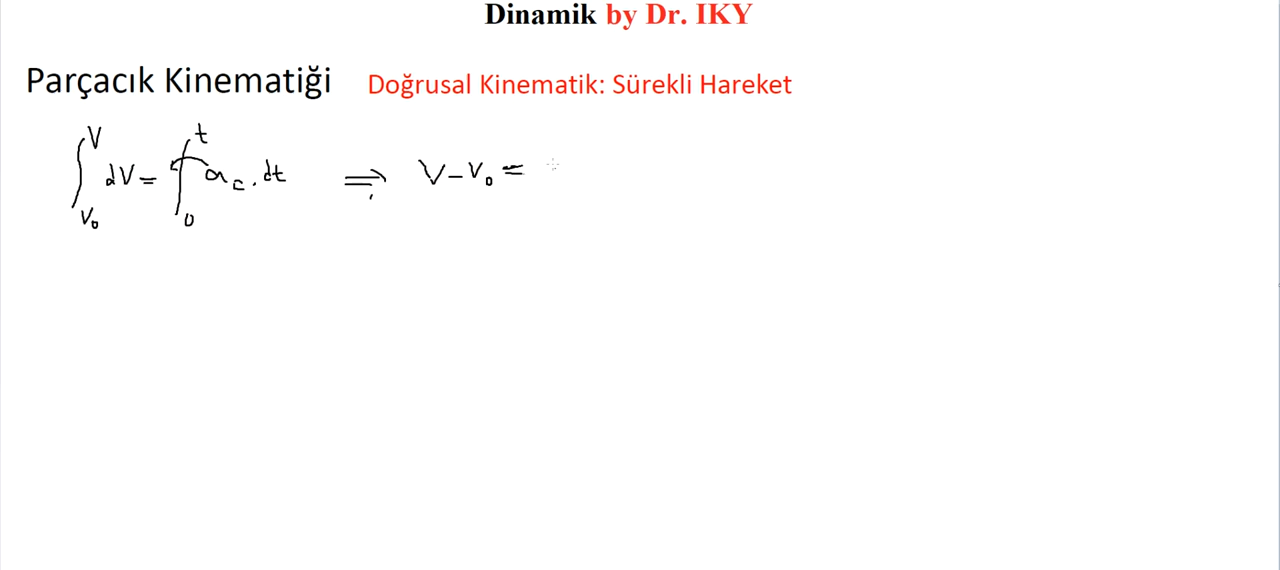 Dinamik by Dr. IKY
Parçacık Kinematiği Doğrusal Kinematik: Sürekli Hareket
∫_{V₀}^{V} dV = ∫_{0}^{t} a_c . dt ⇒ V - V₀ =